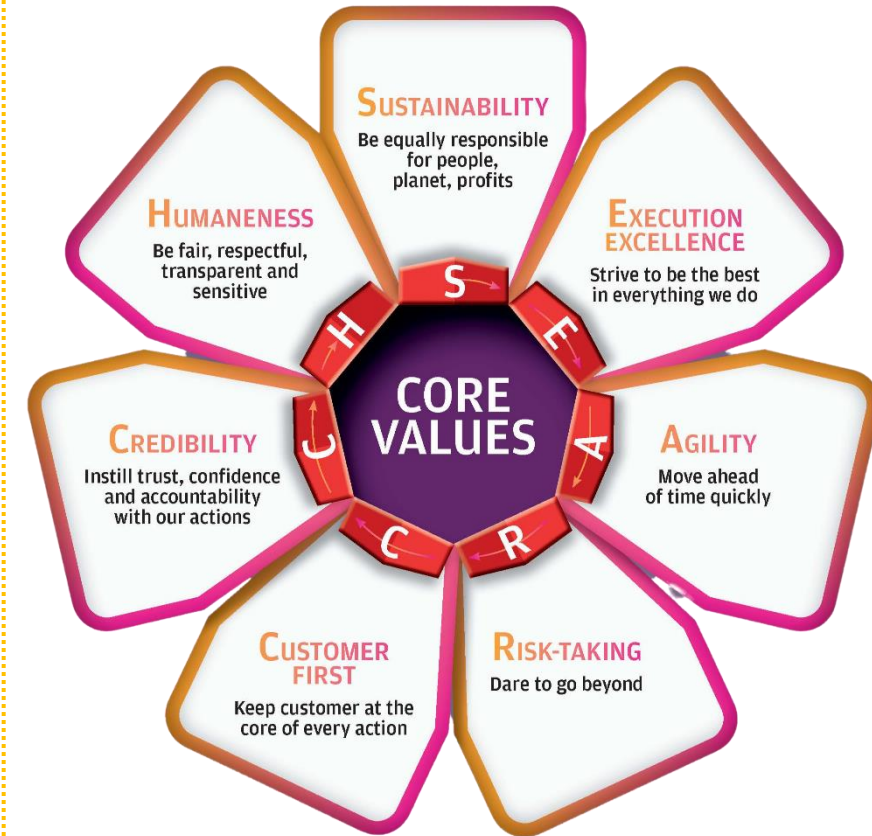 SUSTAINABILITY
Be equally responsible
for people,
planet, profits
EXECUTION
EXCELLENCE
Strive to be the best
in everything we do
AGILITY
Move ahead
of time quickly
RISK-TAKING
Dare to go beyond
CUSTOMER
FIRST
Keep customer at the
core of every action
CREDIBILITY
Instill trust, confidence
and accountability
with our actions
HUMANENESS
Be fair, respectful,
transparent and
sensitive
S
E
A
R
C
C
H
CORE
VALUES